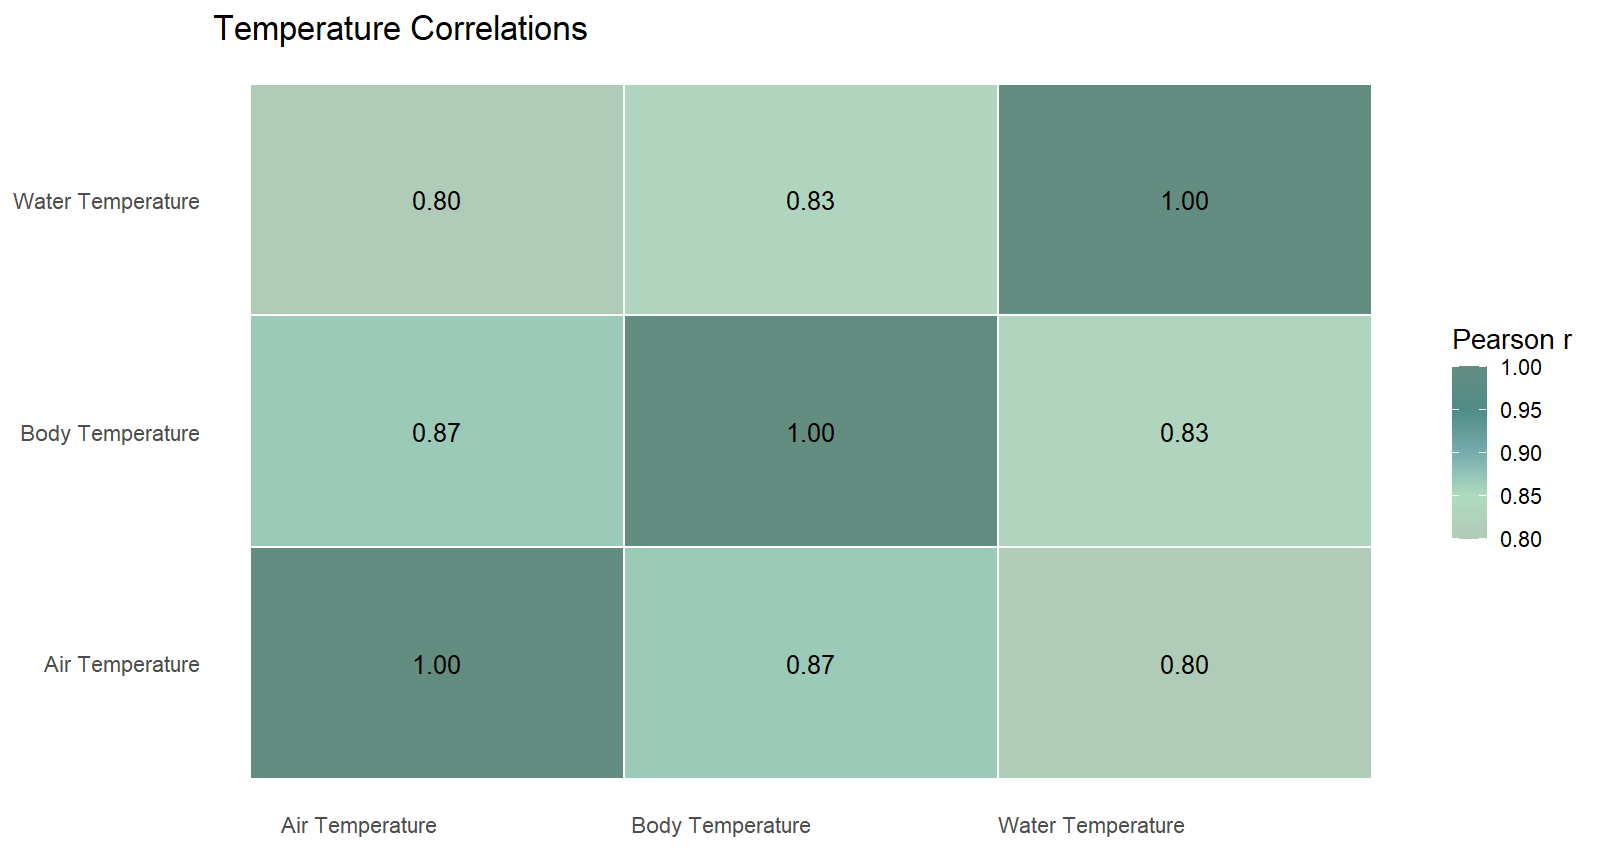 Temperature Correlations
Water Temperature
0.80
0.83
1.00
Body Temperature
0.87
1.00
0.83
Air Temperature
1.00
0.87
0.80
Air Temperature
Body Temperature
Water Temperature
Pearson r
1.00
0.95
0.90
0.85
0.80